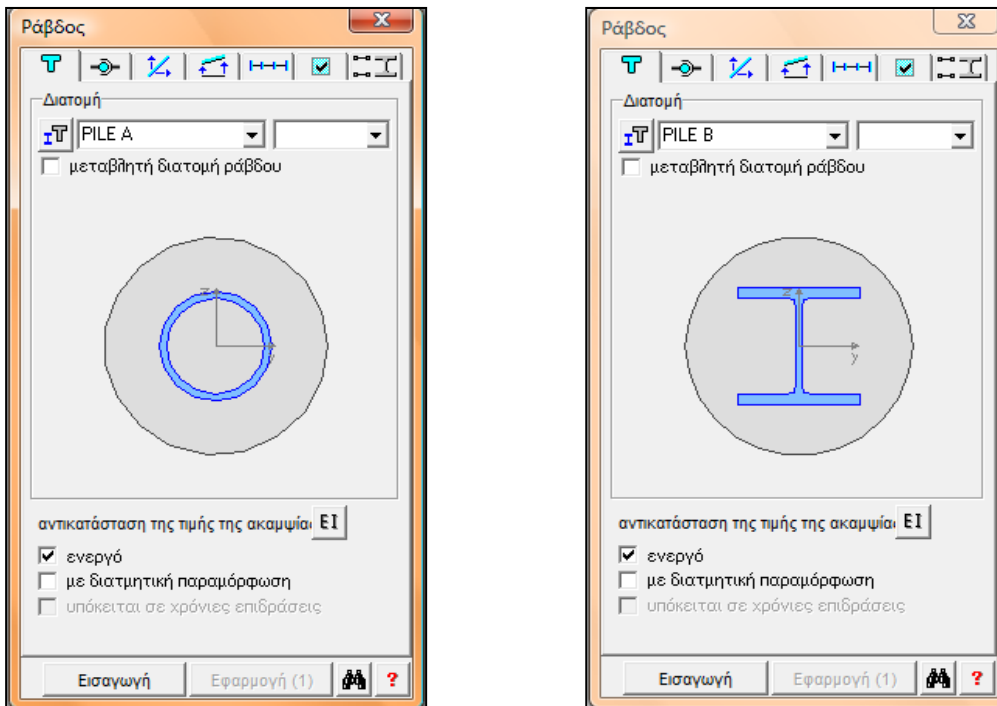 Ράβδος
Διατομή
PILE A
μεταβλητή διατομή ράβδου
z
y
αντικατάσταση της τιμής της ακαμψία EI
ενεργό
με διατμητική παραμόρφωση
υπόκειται σε χρόνιες επιδράσεις
Εισαγωγή Εφαρμογή (1) ?
Ράβδος
Διατομή
PILE B
μεταβλητή διατομή ράβδου
z
y
αντικατάσταση της τιμής της ακαμψία EI
ενεργό
με διατμητική παραμόρφωση
υπόκειται σε χρόνιες επιδράσεις
Εισαγωγή Εφαρμογή (1) ?